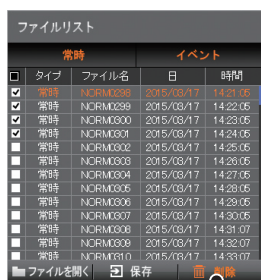 ファイルリスト
常時 イベント
タイプ ファイル名 日 時間
常時 NORM0298 2015/03/17 14:21:05
常時 NORM0299 2015/03/17 14:22:05
常時 NORM0300 2015/03/17 14:23:05
常時 NORM0301 2015/03/17 14:24:05
常時 NORM0302 2015/03/17 14:25:05
常時 NORM0303 2015/03/17 14:26:05
常時 NORM0304 2015/03/17 14:27:05
常時 NORM0305 2015/03/17 14:28:05
常時 NORM0306 2015/03/17 14:29:05
常時 NORM0307 2015/03/17 14:30:05
常時 NORM0308 2015/03/17 14:31:07
常時 NORM0309 2015/03/17 14:32:07
常時 NORM0310 2015/03/17 14:33:07
ファイルを開く 保存 削除